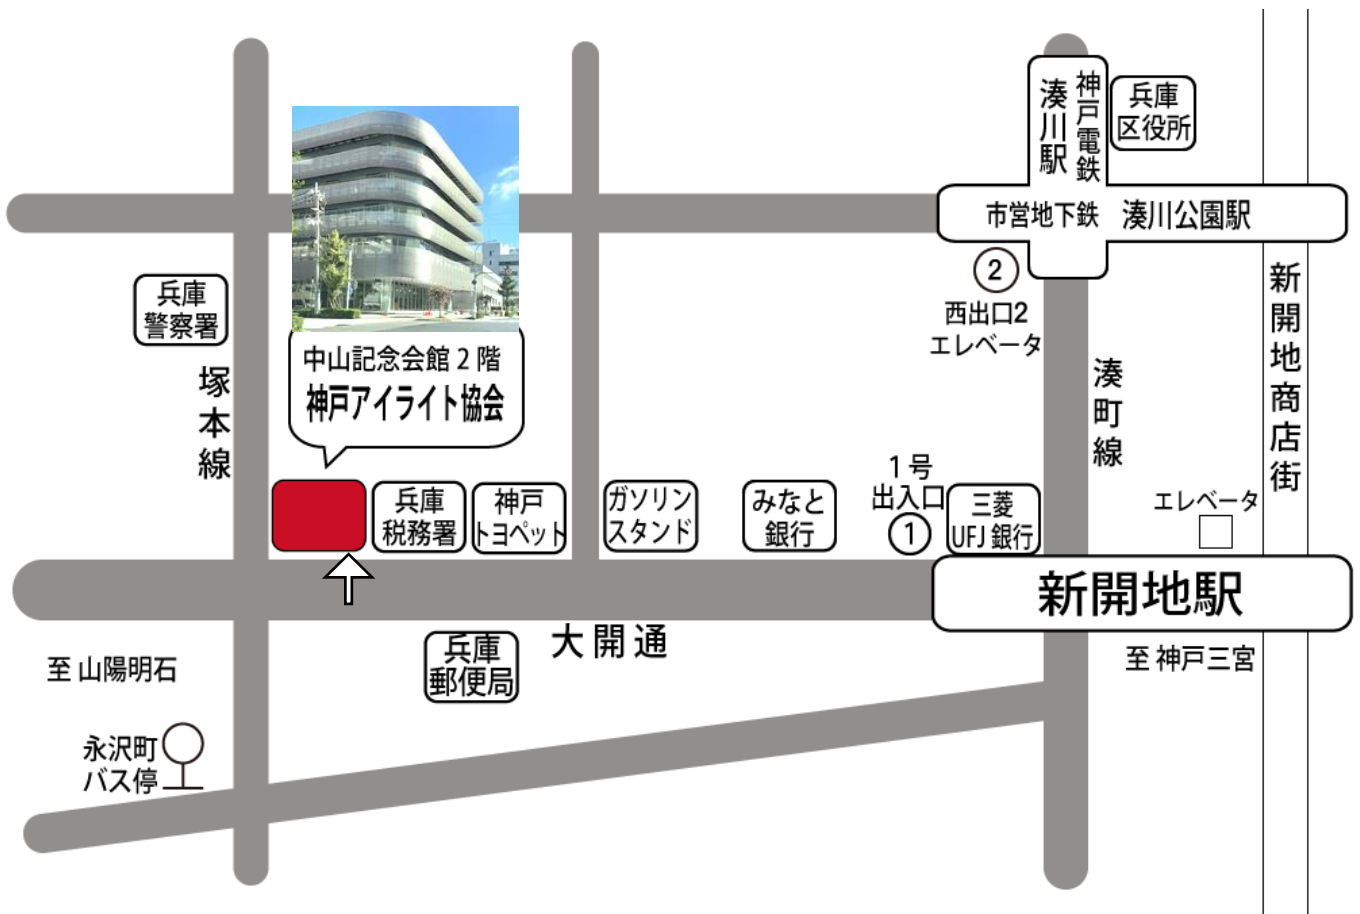 神戸電鉄
湊川駅
兵庫
区役所
市営地下鉄 湊川公園駅
②
西出口2
エレベータ
兵庫
警察署
中山記念会館 2 階
神戸アイライト協会
塚本線
湊町線
新開地商店街
兵庫
税務署
神戸
トヨペット
ガソリン
スタンド
みなと
銀行
1 号
出入口
①
三菱
UFJ 銀行
エレベータ
新開地駅
大開通
兵庫
郵便局
至 山陽明石
至 神戸三宮
永沢町
バス停